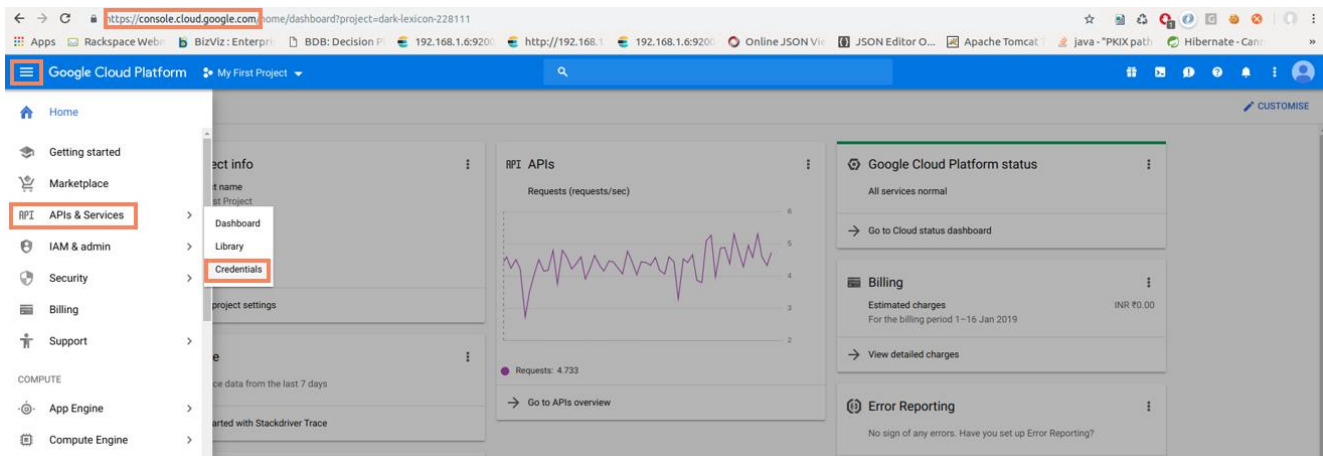 https://console.cloud.google.com/home/dashboard?project=dark-lexicon-228111
Apps Rackspace Webm BizViz : Enterpri BDB: Decision P 192.168.1.6:9200 http://192.168.1 192.168.1.6:9200 Online JSON Vie JSON Editor O... Apache Tomcat 7 java - "PKIX path Hibernate - Cann »
Google Cloud Platform My First Project
CUSTOMISE
Home
Getting started
Marketplace
API APIs & Services
IAM & admin
Security
Billing
Support
COMPUTE
App Engine
Compute Engine
Dashboard
Library
Credentials
ect info
t name
st Project
project settings
e
ce data from the last 7 days
arted with Stackdriver Trace
API APIs
Requests (requests/sec)
6
5
4
3
2
Requests: 4.733
Go to APIs overview
Google Cloud Platform status
All services normal
Go to Cloud status dashboard
Billing
Estimated charges INR ₹0.00
For the billing period 1–16 Jan 2019
View detailed charges
Error Reporting
No sign of any errors. Have you set up Error Reporting?